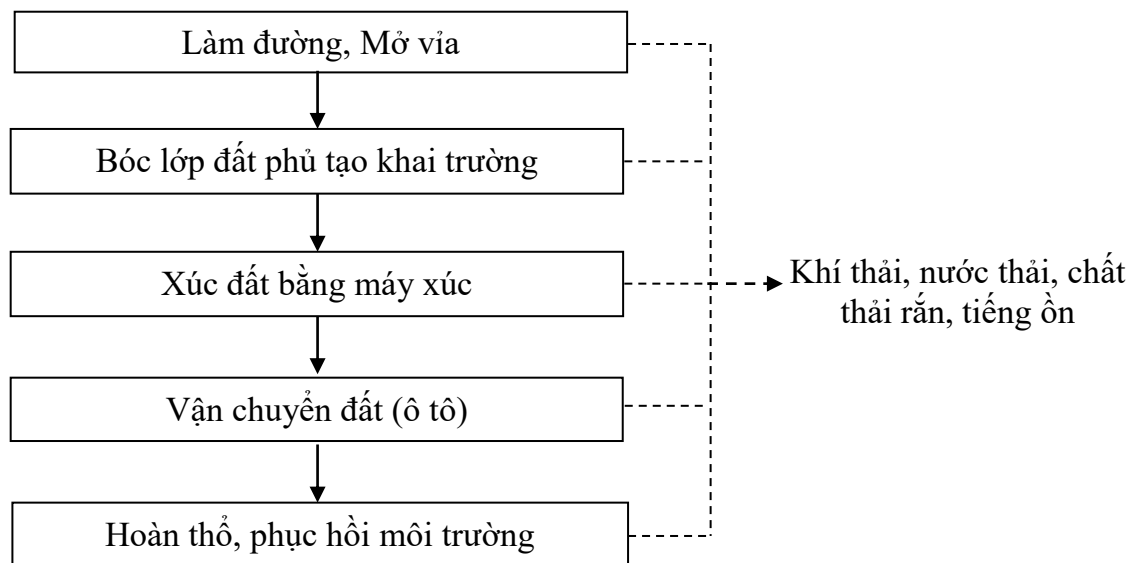 Làm đường, Mở vỉa
Bóc lớp đất phủ tạo khai trường
Xúc đất bằng máy xúc
Khí thải, nước thải, chất
thải rắn, tiếng ồn
Vận chuyển đất (ô tô)
Hoàn thổ, phục hồi môi trường